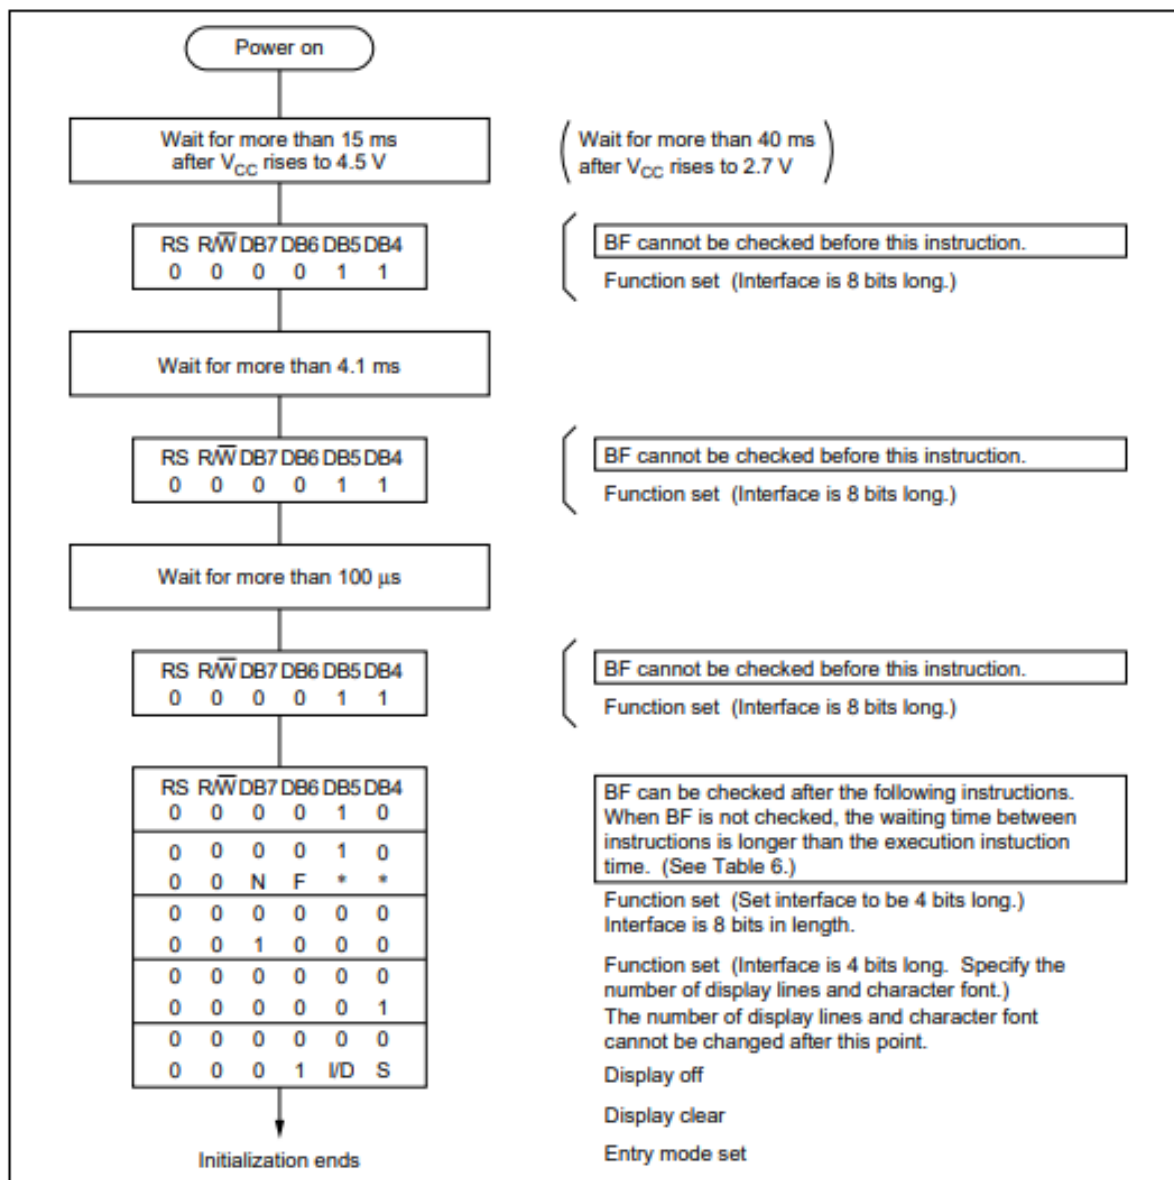 Power on
Wait for more than 15 ms
after VCC rises to 4.5 V
Wait for more than 40 ms
after VCC rises to 2.7 V
RS R/W̅ DB7 DB6 DB5 DB4
0 0 0 0 1 1
BF cannot be checked before this instruction.
Function set (Interface is 8 bits long.)
Wait for more than 4.1 ms
RS R/W̅ DB7 DB6 DB5 DB4
0 0 0 0 1 1
BF cannot be checked before this instruction.
Function set (Interface is 8 bits long.)
Wait for more than 100 μs
RS R/W̅ DB7 DB6 DB5 DB4
0 0 0 0 1 1
BF cannot be checked before this instruction.
Function set (Interface is 8 bits long.)
RS R/W̅ DB7 DB6 DB5 DB4
0 0 0 0 1 0
0 0 0 0 1 0
0 0 N F * *
0 0 0 0 0 0
0 0 1 0 0 0
0 0 0 0 0 0
0 0 0 0 0 1
0 0 0 0 0 0
0 0 0 1 I/D S
BF can be checked after the following instructions.
When BF is not checked, the waiting time between
instructions is longer than the execution instuction
time. (See Table 6.)
Function set (Set interface to be 4 bits long.)
Interface is 8 bits in length.
Function set (Interface is 4 bits long. Specify the
number of display lines and character font.)
The number of display lines and character font
cannot be changed after this point.
Display off
Display clear
Entry mode set
Initialization ends